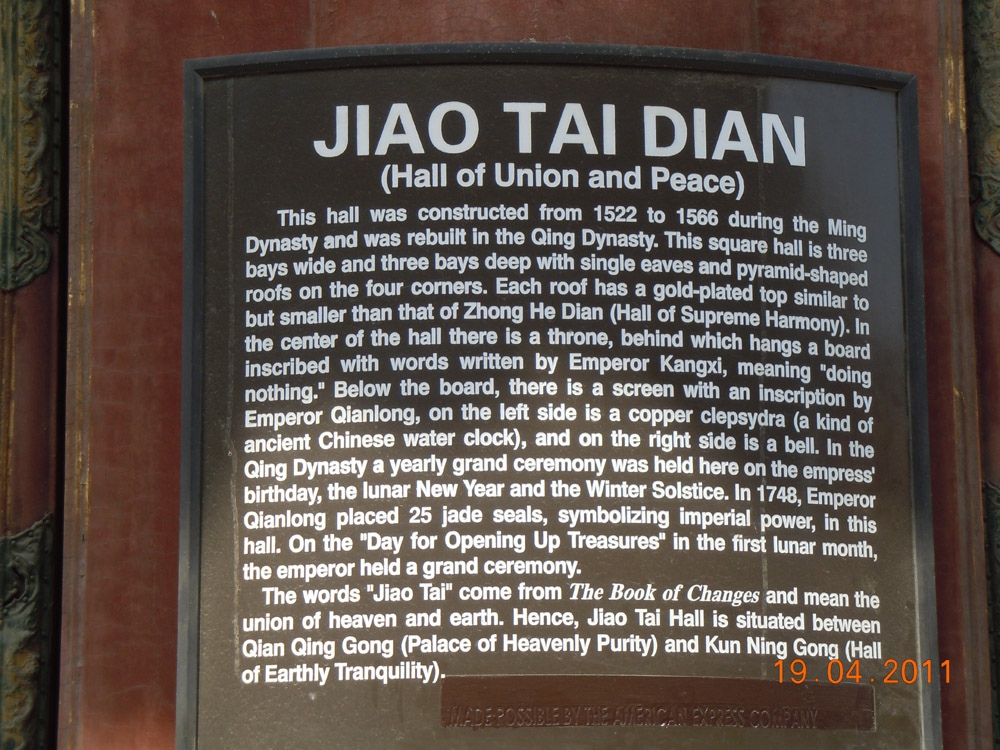 JIAO TAI DIAN
(Hall of Union and Peace)
This hall was constructed from 1522 to 1566 during the Ming
Dynasty and was rebuilt in the Qing Dynasty. This square hall is three
bays wide and three bays deep with single eaves and pyramid-shaped
roofs on the four corners. Each roof has a gold-plated top similar to
but smaller than that of Zhong He Dian (Hall of Supreme Harmony). In
the center of the hall there is a throne, behind which hangs a board
inscribed with words written by Emperor Kangxi, meaning "doing
nothing." Below the board, there is a screen with an inscription by
Emperor Qianlong, on the left side is a copper clepsydra (a kind of
ancient Chinese water clock), and on the right side is a bell. In the
Qing Dynasty a yearly grand ceremony was held here on the empress'
birthday, the lunar New Year and the Winter Solstice. In 1748, Emperor
Qianlong placed 25 jade seals, symbolizing imperial power, in this
hall. On the "Day for Opening Up Treasures" in the first lunar month,
the emperor held a grand ceremony.
The words "Jiao Tai" come from The Book of Changes and mean the
union of heaven and earth. Hence, Jiao Tai Hall is situated between
Qian Qing Gong (Palace of Heavenly Purity) and Kun Ning Gong (Hall
of Earthly Tranquility).
19.04.2011
MADE POSSIBLE BY THE AMERICAN EXPRESS COMPANY